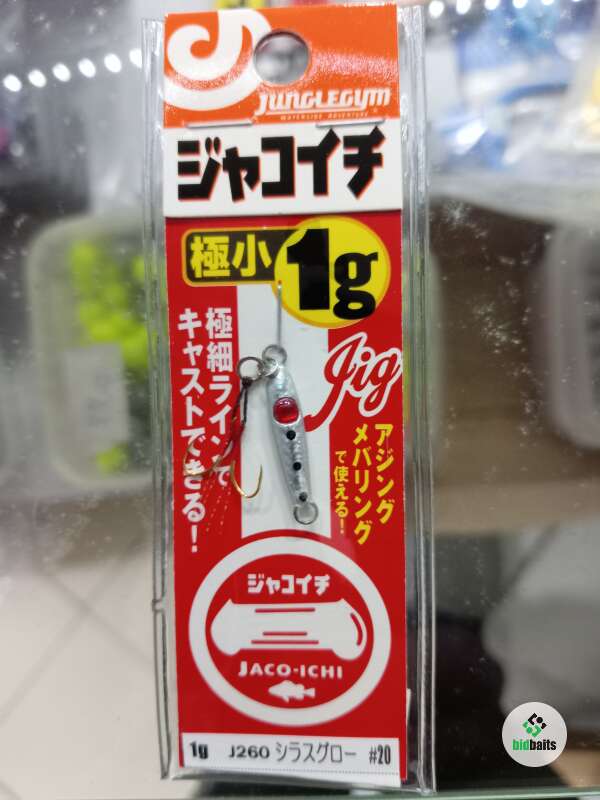 JUNGLEGYM
WATERSIDE ADVENTURE
ジャコイチ
極小
1g
極細ラインで
キャストできる!
Jig
アジング
メバリング
で使える!
ジャコイチ
JACO-ICHI
1g J260 シラスグロー #20
bidbaits